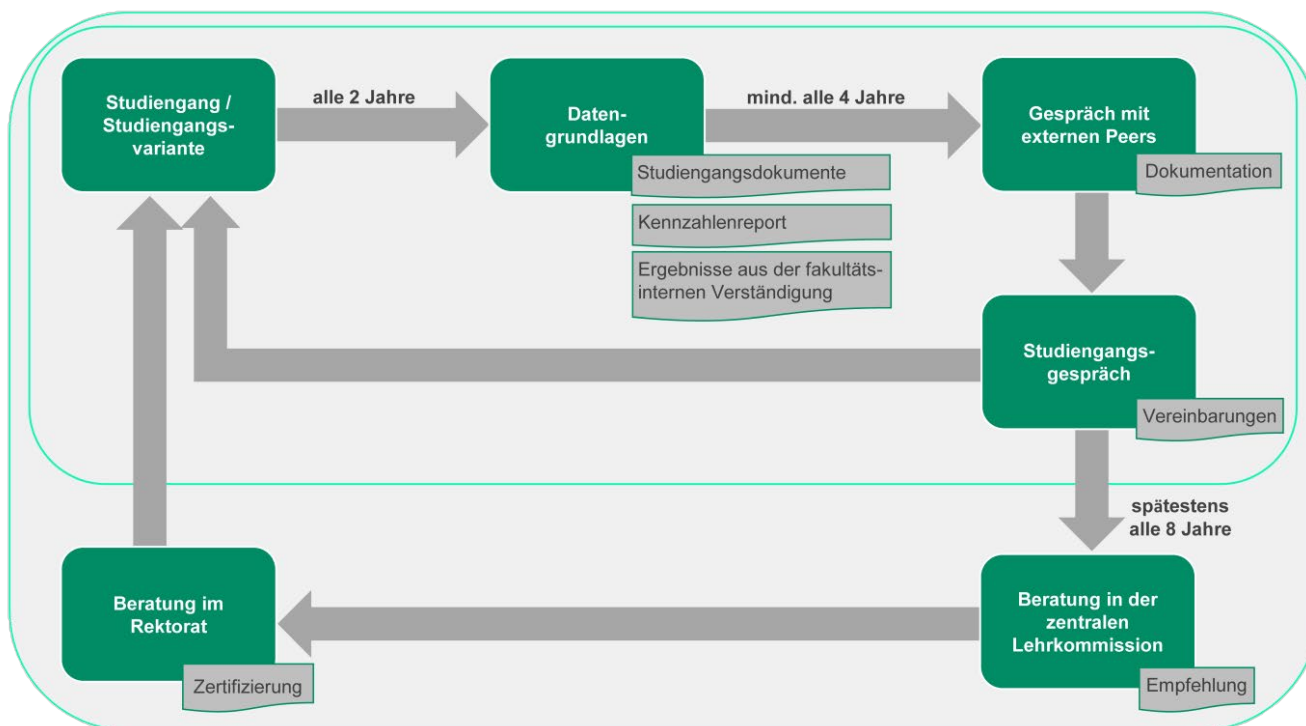 Studiengang /
Studiengangs-
variante
alle 2 Jahre
Daten-
grundlagen
Studiengangsdokumente
Kennzahlenreport
Ergebnisse aus der fakultäts-
internen Verständigung
mind. alle 4 Jahre
Gespräch mit
externen Peers
Dokumentation
Studiengangs-
gespräch
Vereinbarungen
spätestens
alle 8 Jahre
Beratung in der
zentralen
Lehrkommission
Empfehlung
Beratung im
Rektorat
Zertifizierung